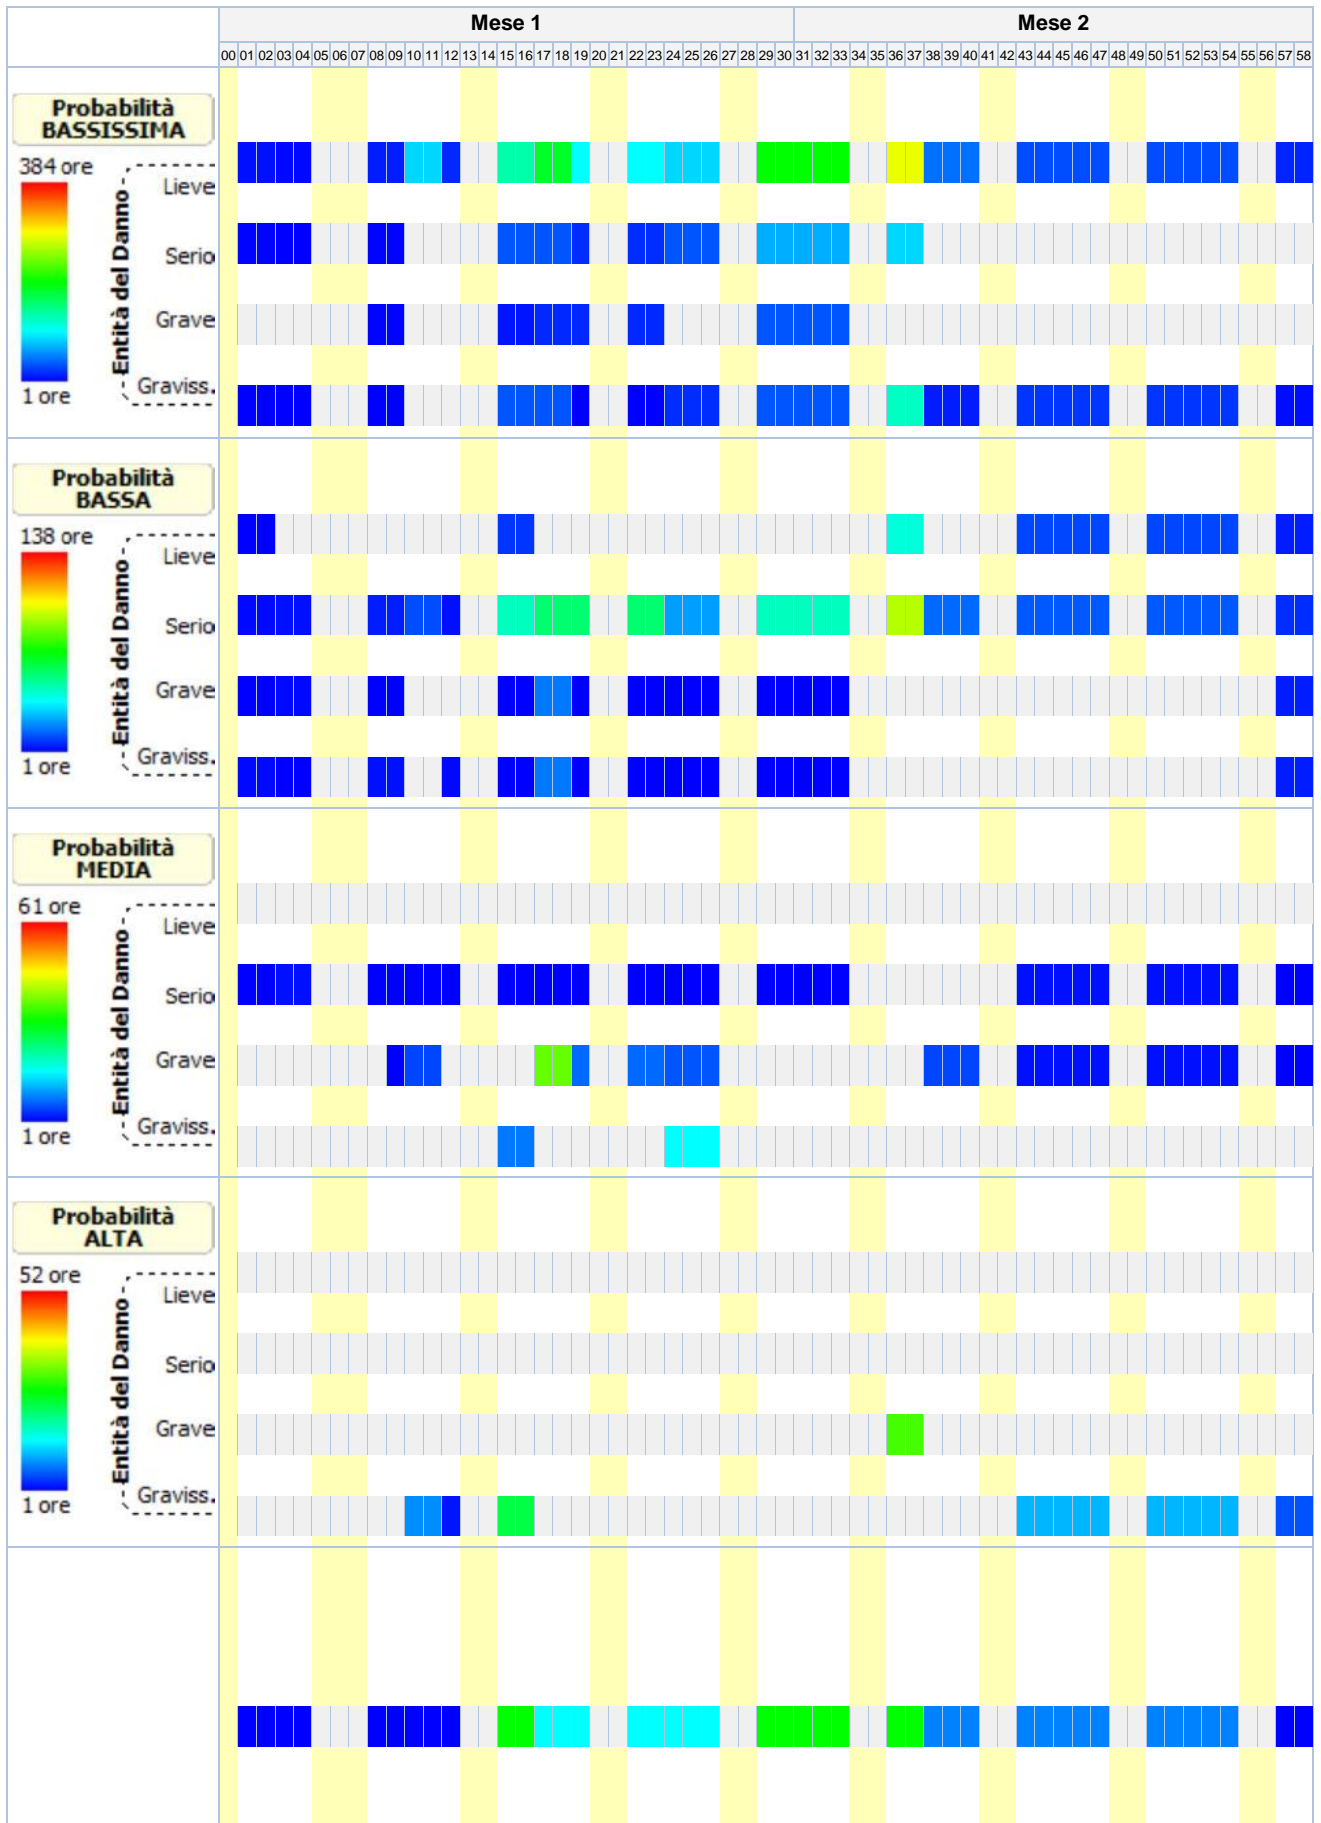 Mese 1 Mese 2
00 01 02 03 04 05 06 07 08 09 10 11 12 13 14 15 16 17 18 19 20 21 22 23 24 25 26 27 28 29 30 31 32 33 34 35 36 37 38 39 40 41 42 43 44 45 46 47 48 49 50 51 52 53 54 55 56 57 58
Probabilità
BASSISSIMA
384 ore
Lieve
Serio
Entità del Danno
Grave
Graviss.
1 ore
Probabilità
BASSA
138 ore
Lieve
Serio
Entità del Danno
Grave
Graviss.
1 ore
Probabilità
MEDIA
61 ore
Lieve
Serio
Entità del Danno
Grave
Graviss.
1 ore
Probabilità
ALTA
52 ore
Lieve
Serio
Entità del Danno
Grave
Graviss.
1 ore